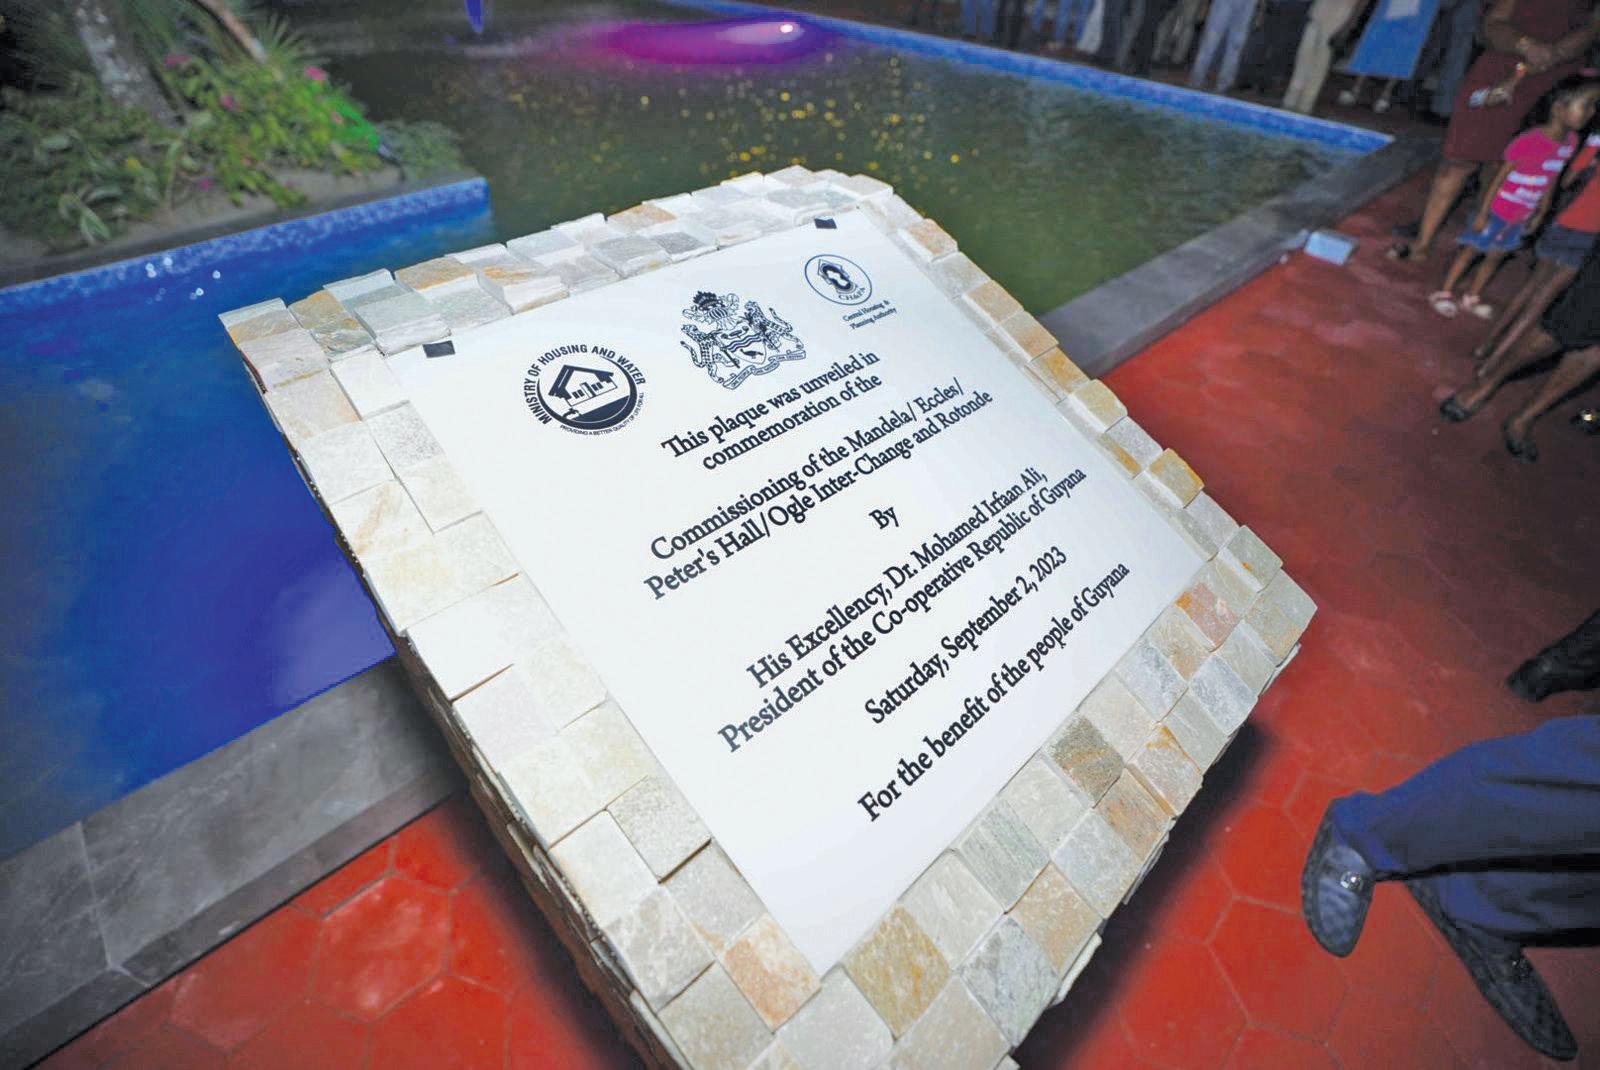 MINISTRY OF HOUSING AND WATER
PROVIDING A BETTER QUALITY OF LIFE FOR ALL
CH&PA
Central Housing &
Planning Authority
This plaque was unveiled in
commemoration of the
Commissioning of the Mandela/ Eccles/
Peter's Hall/Ogle Inter-Change and Rotonde
By
His Excellency, Dr. Mohamed Irfaan Ali,
President of the Co-operative Republic of Guyana
Saturday, September 2, 2023
For the benefit of the people of Guyana